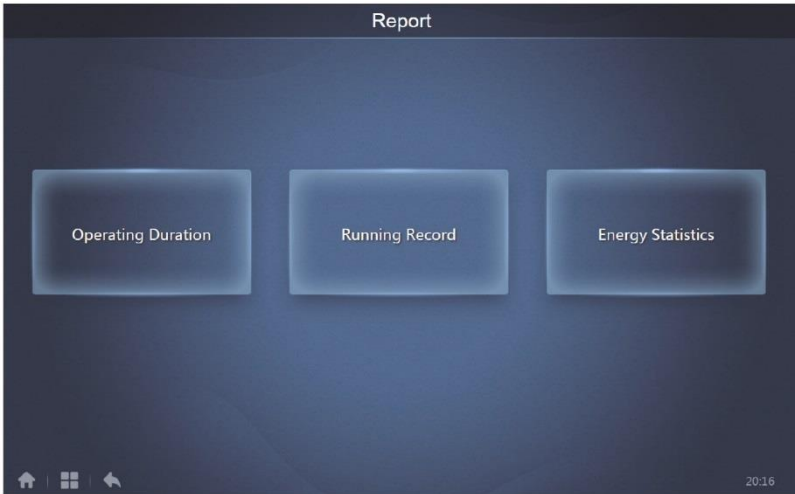 Report
Operating Duration
Running Record
Energy Statistics
20:16